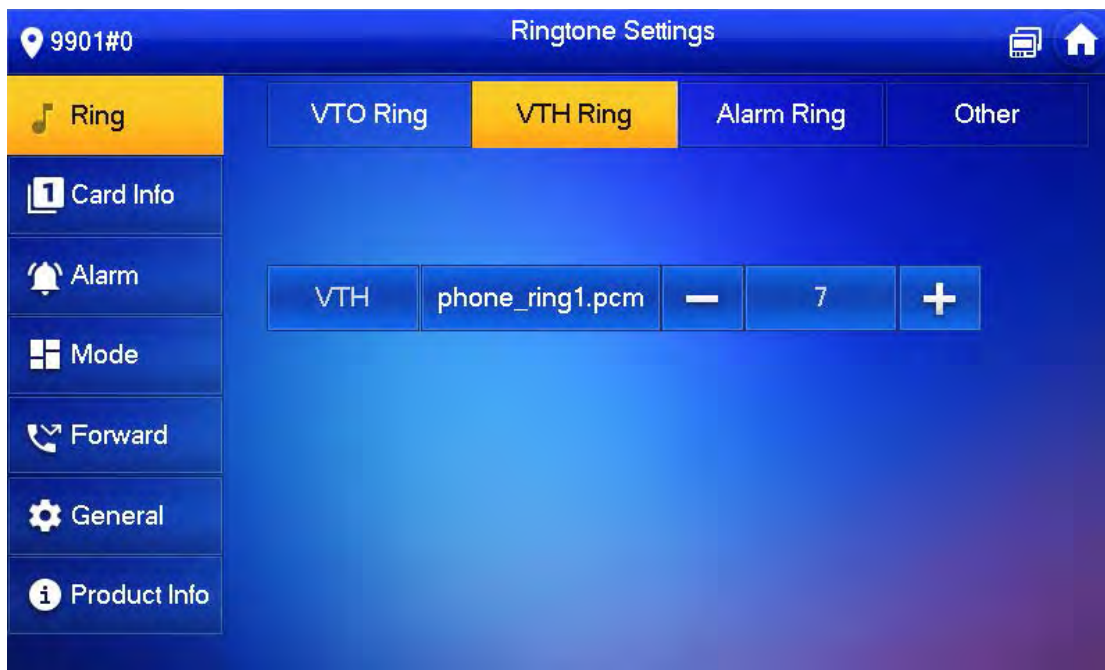 9901#0
Ringtone Settings
Ring
VTO Ring
VTH Ring
Alarm Ring
Other
1 Card Info
Alarm
VTH
phone_ring1.pcm
7
Mode
Forward
General
Product Info